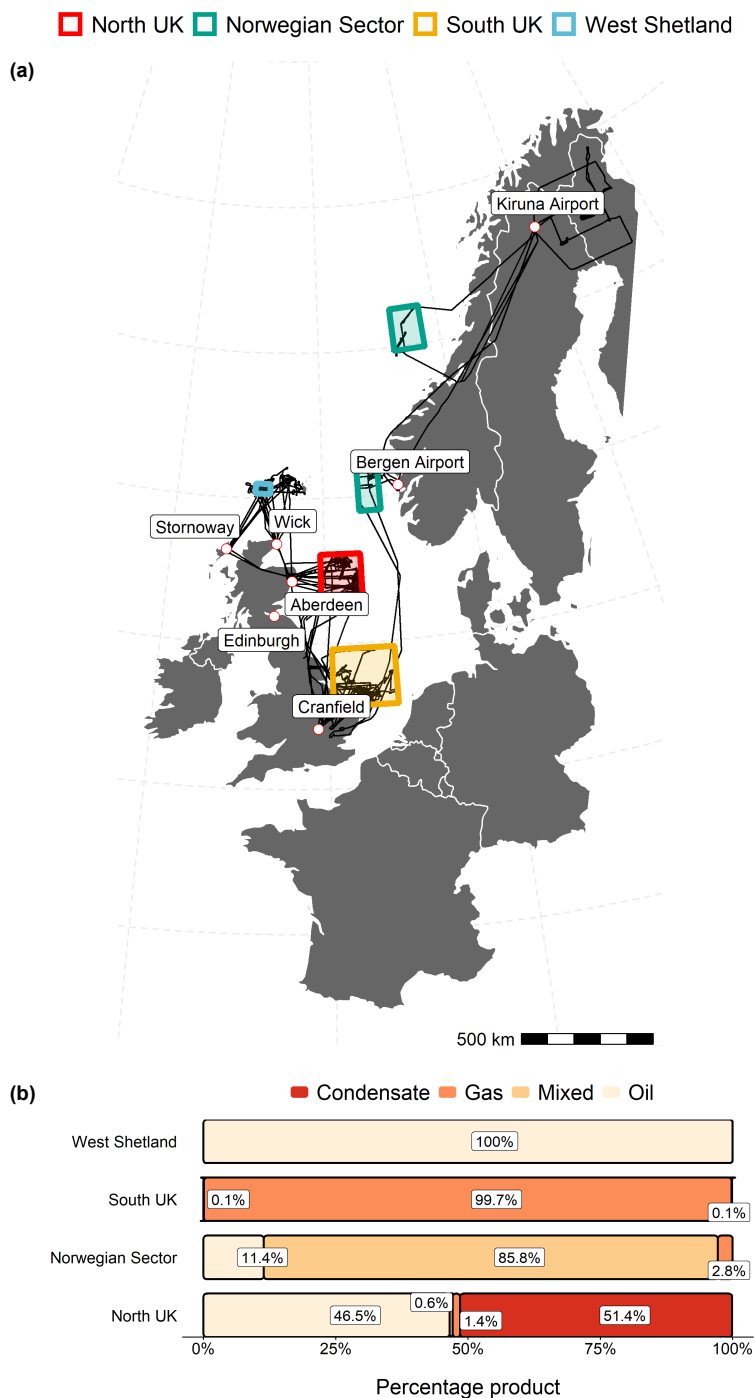 North UK Norwegian Sector South UK West Shetland
(a)
Kiruna Airport
Bergen Airport
Stornoway
Wick
Aberdeen
Edinburgh
Cranfield
500 km
(b)
Condensate Gas Mixed Oil
West Shetland
100%
South UK
0.1% 99.7% 0.1%
Norwegian Sector
11.4% 85.8% 2.8%
North UK
46.5% 0.6% 1.4% 51.4%
0% 25% 50% 75% 100%
Percentage product